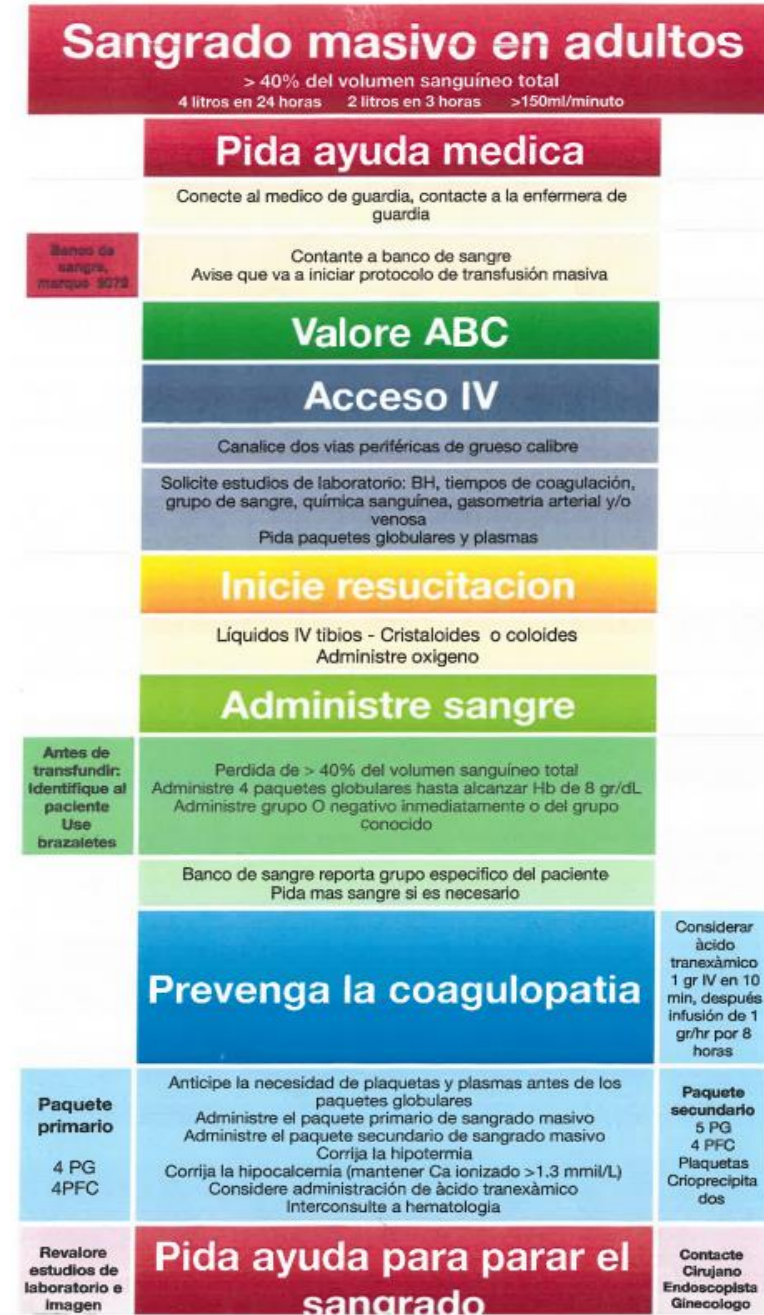 Sangrado masivo en adultos
> 40% del volumen sanguíneo total
4 litros en 24 horas 2 litros en 3 horas >150ml/minuto
Pida ayuda medica
Conecte al medico de guardia, contacte a la enfermera de
guardia
Banco de
sangre,
marque
Contante a banco de sangre
Avise que va a iniciar protocolo de transfusión masiva
Valore ABC
Acceso IV
Canalice dos vias periféricas de grueso calibre
Solicite estudios de laboratorio: BH, tiempos de coagulación,
grupo de sangre, química sanguínea, gasometria arterial y/o
venosa
Pida paquetes globulares y plasmas
Inicie resucitacion
Líquidos IV tibios - Cristaloides o coloides
Administre oxigeno
Administre sangre
Antes de
transfundir:
Identifique al
paciente
Use
brazaletes
Perdida de > 40% del volumen sanguíneo total
Administre 4 paquetes globulares hasta alcanzar Hb de 8 gr/dL
Administre grupo O negativo inmediatamente o del grupo
conocido
Banco de sangre reporta grupo especifico del paciente
Pida mas sangre si es necesario
Prevenga la coagulopatia
Considerar
àcido
tranexàmico
1 gr IV en 10
min, después
infusión de 1
gr/hr por 8
horas
Paquete
primario
4 PG
4PFC
Anticipe la necesidad de plaquetas y plasmas antes de los
paquetes globulares
Administre el paquete primario de sangrado masivo
Administre el paquete secundario de sangrado masivo
Corrija la hipotermia
Corrija la hipocalcemia (mantener Ca ionizado >1.3 mmil/L)
Considere administración de àcido tranexàmico
Interconsulte a hematologia
Paquete
secundario
5 PG
4 PFC
Plaquetas
Crioprecipita
dos
Revalore
estudios de
laboratorio e
imagen
Pida ayuda para parar el
sangrado
Contacte
Cirujano
Endoscopista
Ginecologo